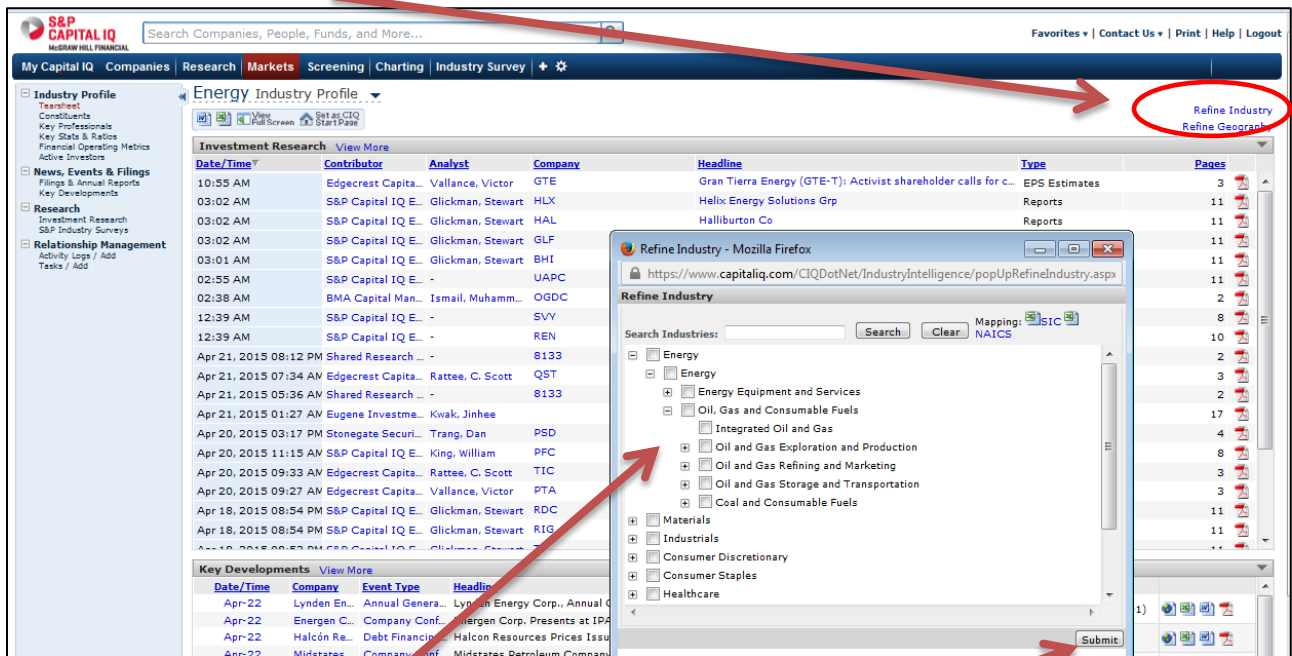 S&P
CAPITAL IQ
McGRAW HILL FINANCIAL
Search Companies, People, Funds, and More...
Favorites ▾ | Contact Us ▾ | Print | Help | Logout
My Capital IQ Companies | Research | Markets Screening | Charting | Industry Survey | +
Industry Profile
Tearsheet
Constituents
Key Professionals
Key Stats & Ratios
Financial Operating Metrics
Active Investors
News, Events & Filings
Filings & Annual Reports
Key Developments
Research
Investment Research
S&P Industry Surveys
Relationship Management
Activity Logs / Add
Tasks / Add
Energy Industry Profile
View Full Screen Set as CIQ Start Page
Refine Industry
Refine Geography
Investment Research View More
Date/Time Contributor Analyst Company Headline Type Pages
10:55 AM Edgecrest Capita... Vallance, Victor GTE Gran Tierra Energy (GTE-T): Activist shareholder calls for c... EPS Estimates 3
03:02 AM S&P Capital IQ E... Glickman, Stewart HLX Helix Energy Solutions Grp Reports 11
03:02 AM S&P Capital IQ E... Glickman, Stewart HAL Halliburton Co Reports 11
03:02 AM S&P Capital IQ E... Glickman, Stewart GLF 11
03:01 AM S&P Capital IQ E... Glickman, Stewart BHI 11
02:55 AM S&P Capital IQ E... - UAPC 11
02:38 AM BMA Capital Man... Ismail, Muhamm... OGDC 2
12:39 AM S&P Capital IQ E... - SVY 8
12:39 AM S&P Capital IQ E... - REN 10
Apr 21, 2015 08:12 PM Shared Research ... - 8133 2
Apr 21, 2015 07:34 AM Edgecrest Capita... Rattee, C. Scott QST 3
Apr 21, 2015 05:36 AM Shared Research ... - 8133 2
Apr 21, 2015 01:27 AM Eugene Investme... Kwak, Jinhee 17
Apr 20, 2015 03:17 PM Stonegate Securi... Trang, Dan PSD 4
Apr 20, 2015 11:15 AM S&P Capital IQ E... King, William PFC 8
Apr 20, 2015 09:33 AM Edgecrest Capita... Rattee, C. Scott TIC 3
Apr 20, 2015 09:27 AM Edgecrest Capita... Vallance, Victor PTA 3
Apr 18, 2015 08:54 PM S&P Capital IQ E... Glickman, Stewart RDC 11
Apr 18, 2015 08:54 PM S&P Capital IQ E... Glickman, Stewart RIG 11
Refine Industry - Mozilla Firefox
https://www.capitaliq.com/CIQDotNet/IndustryIntelligence/popUpRefineIndustry.aspx
Refine Industry
Search Industries: Search Clear Mapping: SIC NAICS
Energy
Energy
Energy Equipment and Services
Oil, Gas and Consumable Fuels
Integrated Oil and Gas
Oil and Gas Exploration and Production
Oil and Gas Refining and Marketing
Oil and Gas Storage and Transportation
Coal and Consumable Fuels
Materials
Industrials
Consumer Discretionary
Consumer Staples
Healthcare
Submit
Key Developments View More
Date/Time Company Event Type Headline
Apr-22 Lynden En... Annual Genera... Lynden Energy Corp., Annual 1)
Apr-22 Energen C... Company Conf... Energen Corp. Presents at IPA
Apr-22 Halcón Re... Debt Financin... Halcon Resources Prices Issu
Apr-22 Midstates Company Conf Midstates Petroleum Company